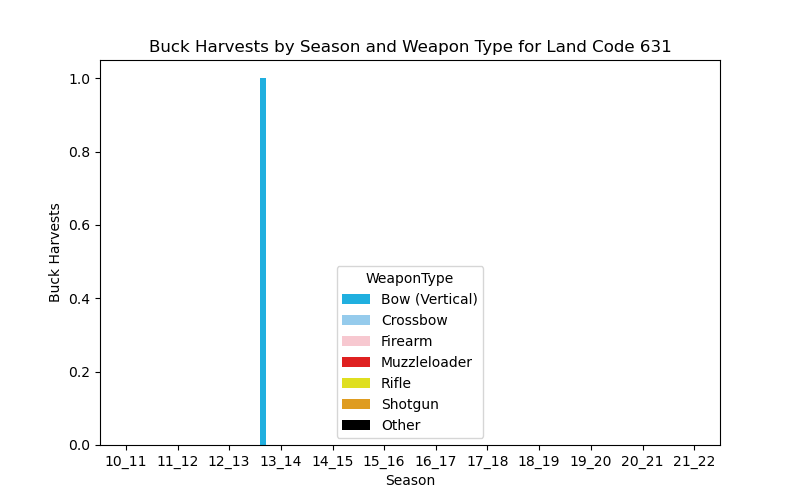 Buck Harvests by Season and Weapon Type for Land Code 631
Buck Harvests
1.0
0.8
0.6
0.4
0.2
0.0
WeaponType
Bow (Vertical)
Crossbow
Firearm
Muzzleloader
Rifle
Shotgun
Other
10_11 11_12 12_13 13_14 14_15 15_16 16_17 17_18 18_19 19_20 20_21 21_22
Season